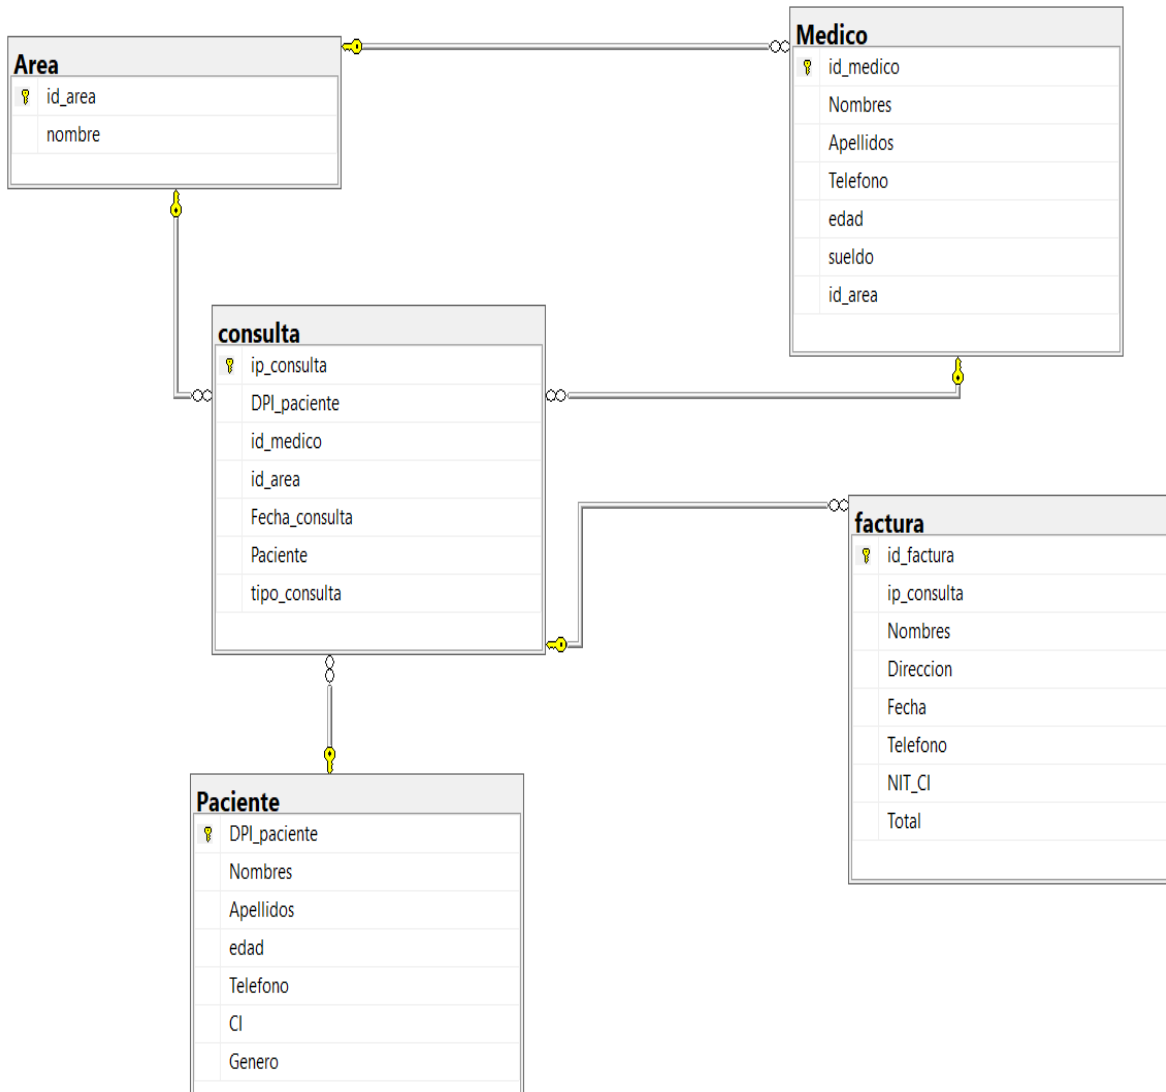 Area
id_area
nombre
Medico
id_medico
Nombres
Apellidos
Telefono
edad
sueldo
id_area
consulta
ip_consulta
DPI_paciente
id_medico
id_area
Fecha_consulta
Paciente
tipo_consulta
factura
id_factura
ip_consulta
Nombres
Direccion
Fecha
Telefono
NIT_CI
Total
Paciente
DPI_paciente
Nombres
Apellidos
edad
Telefono
CI
Genero